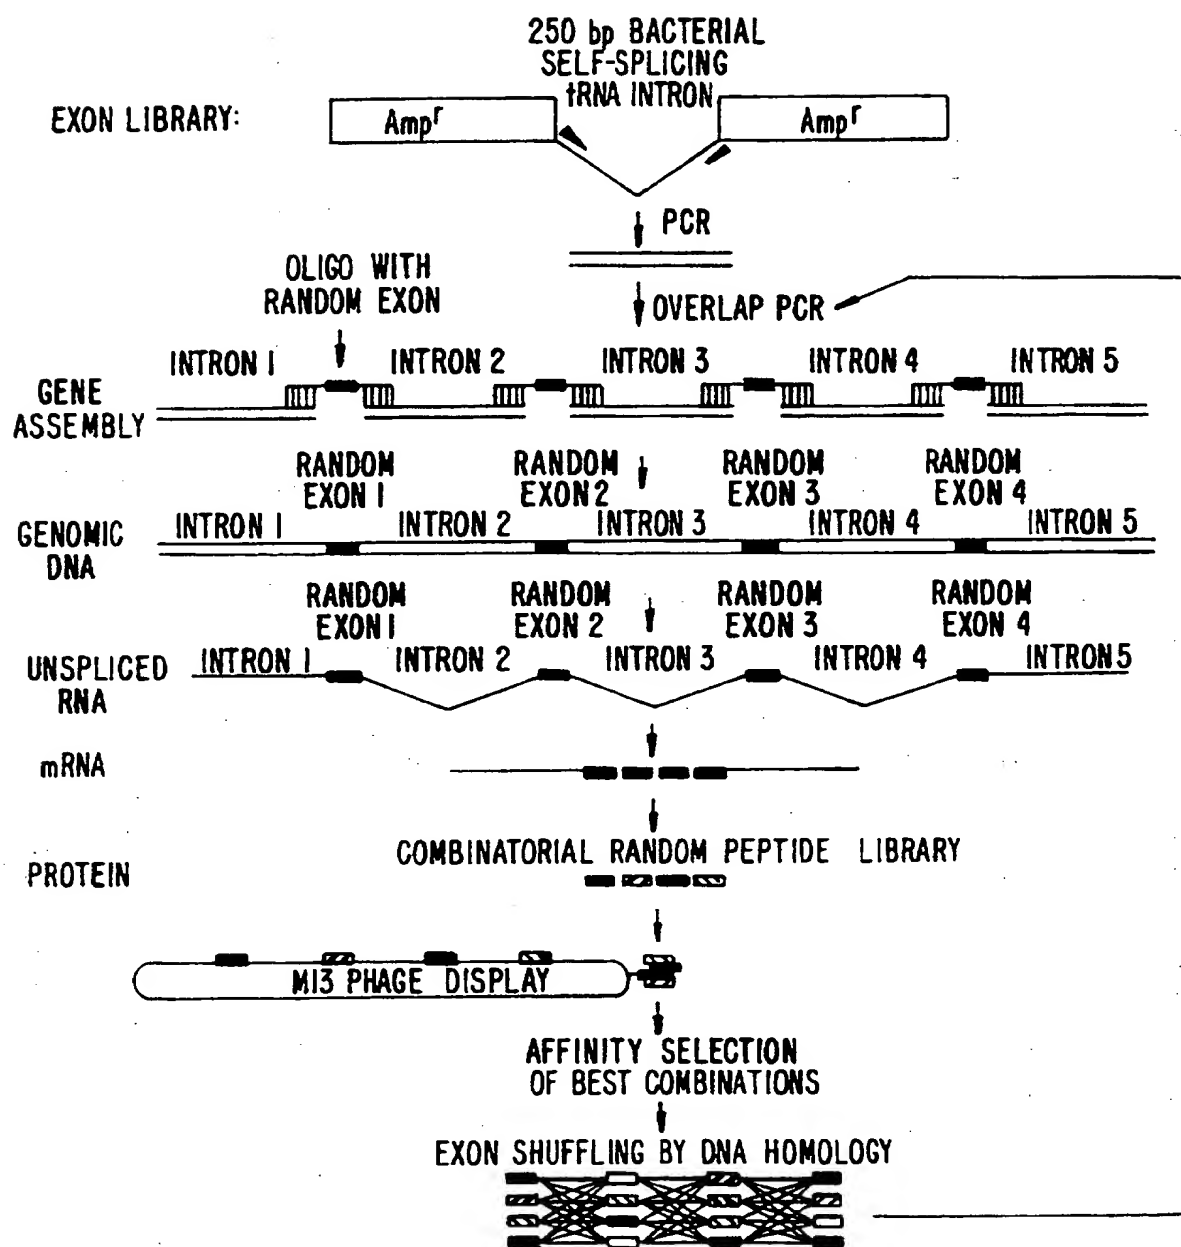 250 bp BACTERIAL
SELF-SPLICING
tRNA INTRON
EXON LIBRARY:
Ampr
Ampr
PCR
OLIGO WITH
RANDOM EXON
OVERLAP PCR
INTRON 1
INTRON 2
INTRON 3
INTRON 4
INTRON 5
GENE
ASSEMBLY
RANDOM
EXON 1
RANDOM
EXON 2
RANDOM
EXON 3
RANDOM
EXON 4
INTRON 1
INTRON 2
INTRON 3
INTRON 4
INTRON 5
GENOMIC
DNA
RANDOM
EXON 1
RANDOM
EXON 2
RANDOM
EXON 3
RANDOM
EXON 4
INTRON 1
INTRON 2
INTRON 3
INTRON 4
INTRON 5
UNSPLICED
RNA
mRNA
COMBINATORIAL RANDOM PEPTIDE LIBRARY
PROTEIN
M13 PHAGE DISPLAY
AFFINITY SELECTION
OF BEST COMBINATIONS
EXON SHUFFLING BY DNA HOMOLOGY